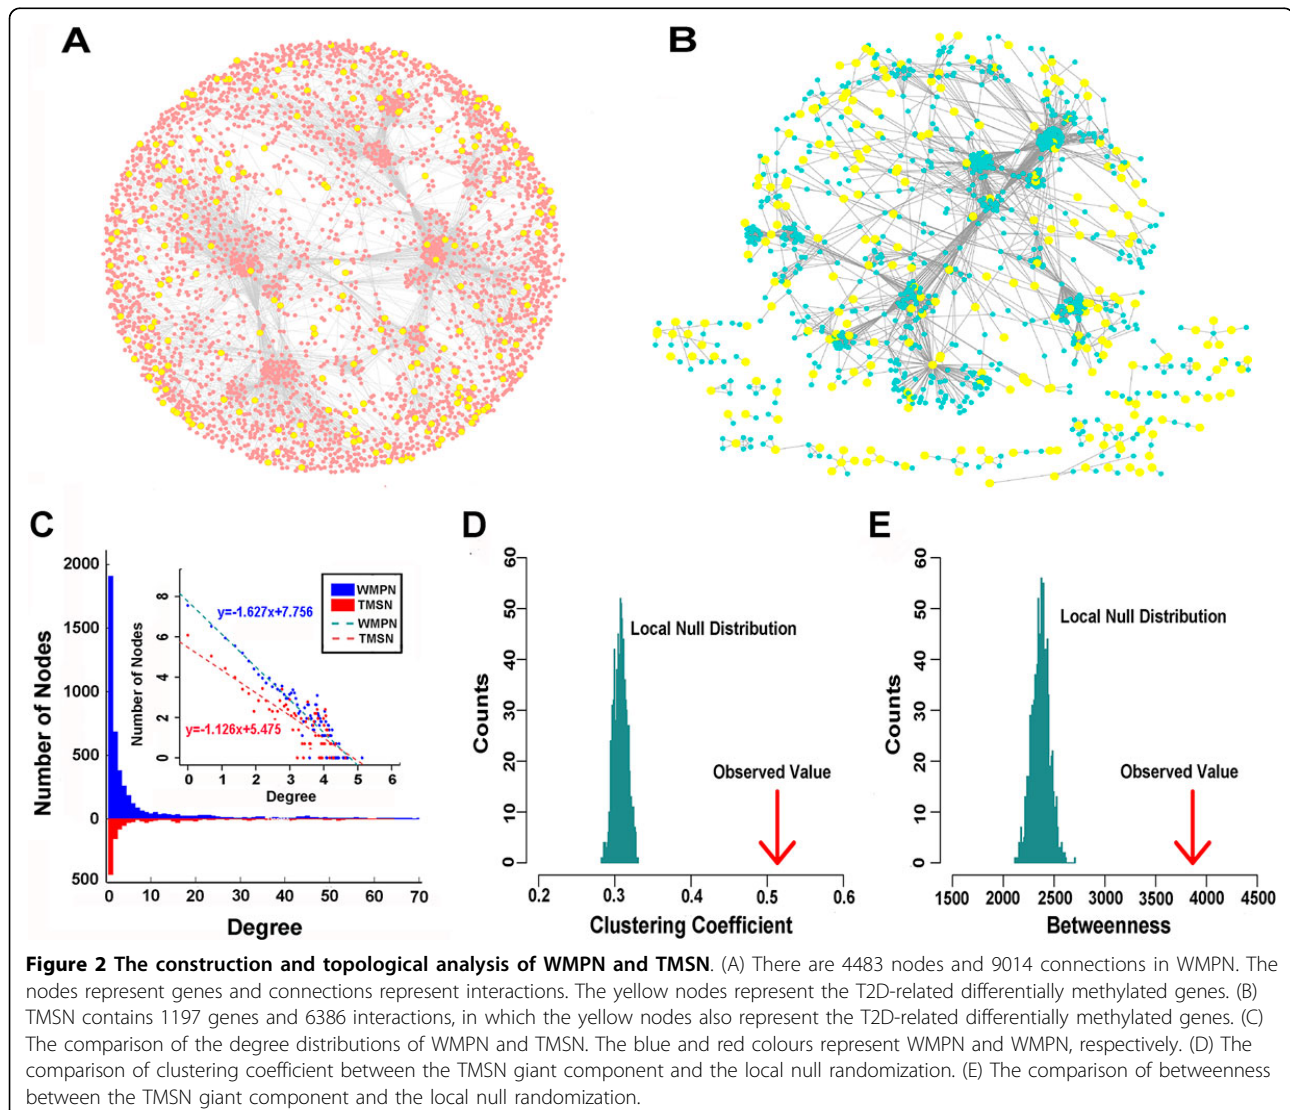 A
B
C
2000
1500
1000
500
0
500
Number of Nodes
0 10 20 30 40 50 60 70
Degree
8
6
4
2
0
Number of Nodes
0 1 2 3 4 5 6
Degree
y=-1.627x+7.756
y=-1.126x+5.475
WMPN
TMSN
WMPN
TMSN
D
60
50
40
30
20
10
0
Counts
Local Null Distribution
Observed Value
0.2 0.3 0.4 0.5 0.6
Clustering Coefficient
E
60
50
40
30
20
10
0
Counts
Local Null Distribution
Observed Value
1500 2000 2500 3000 3500 4000 4500
Betweenness
Figure 2 The construction and topological analysis of WMPN and TMSN. (A) There are 4483 nodes and 9014 connections in WMPN. The
nodes represent genes and connections represent interactions. The yellow nodes represent the T2D-related differentially methylated genes. (B)
TMSN contains 1197 genes and 6386 interactions, in which the yellow nodes also represent the T2D-related differentially methylated genes. (C)
The comparison of the degree distributions of WMPN and TMSN. The blue and red colours represent WMPN and WMPN, respectively. (D) The
comparison of clustering coefficient between the TMSN giant component and the local null randomization. (E) The comparison of betweenness
between the TMSN giant component and the local null randomization.